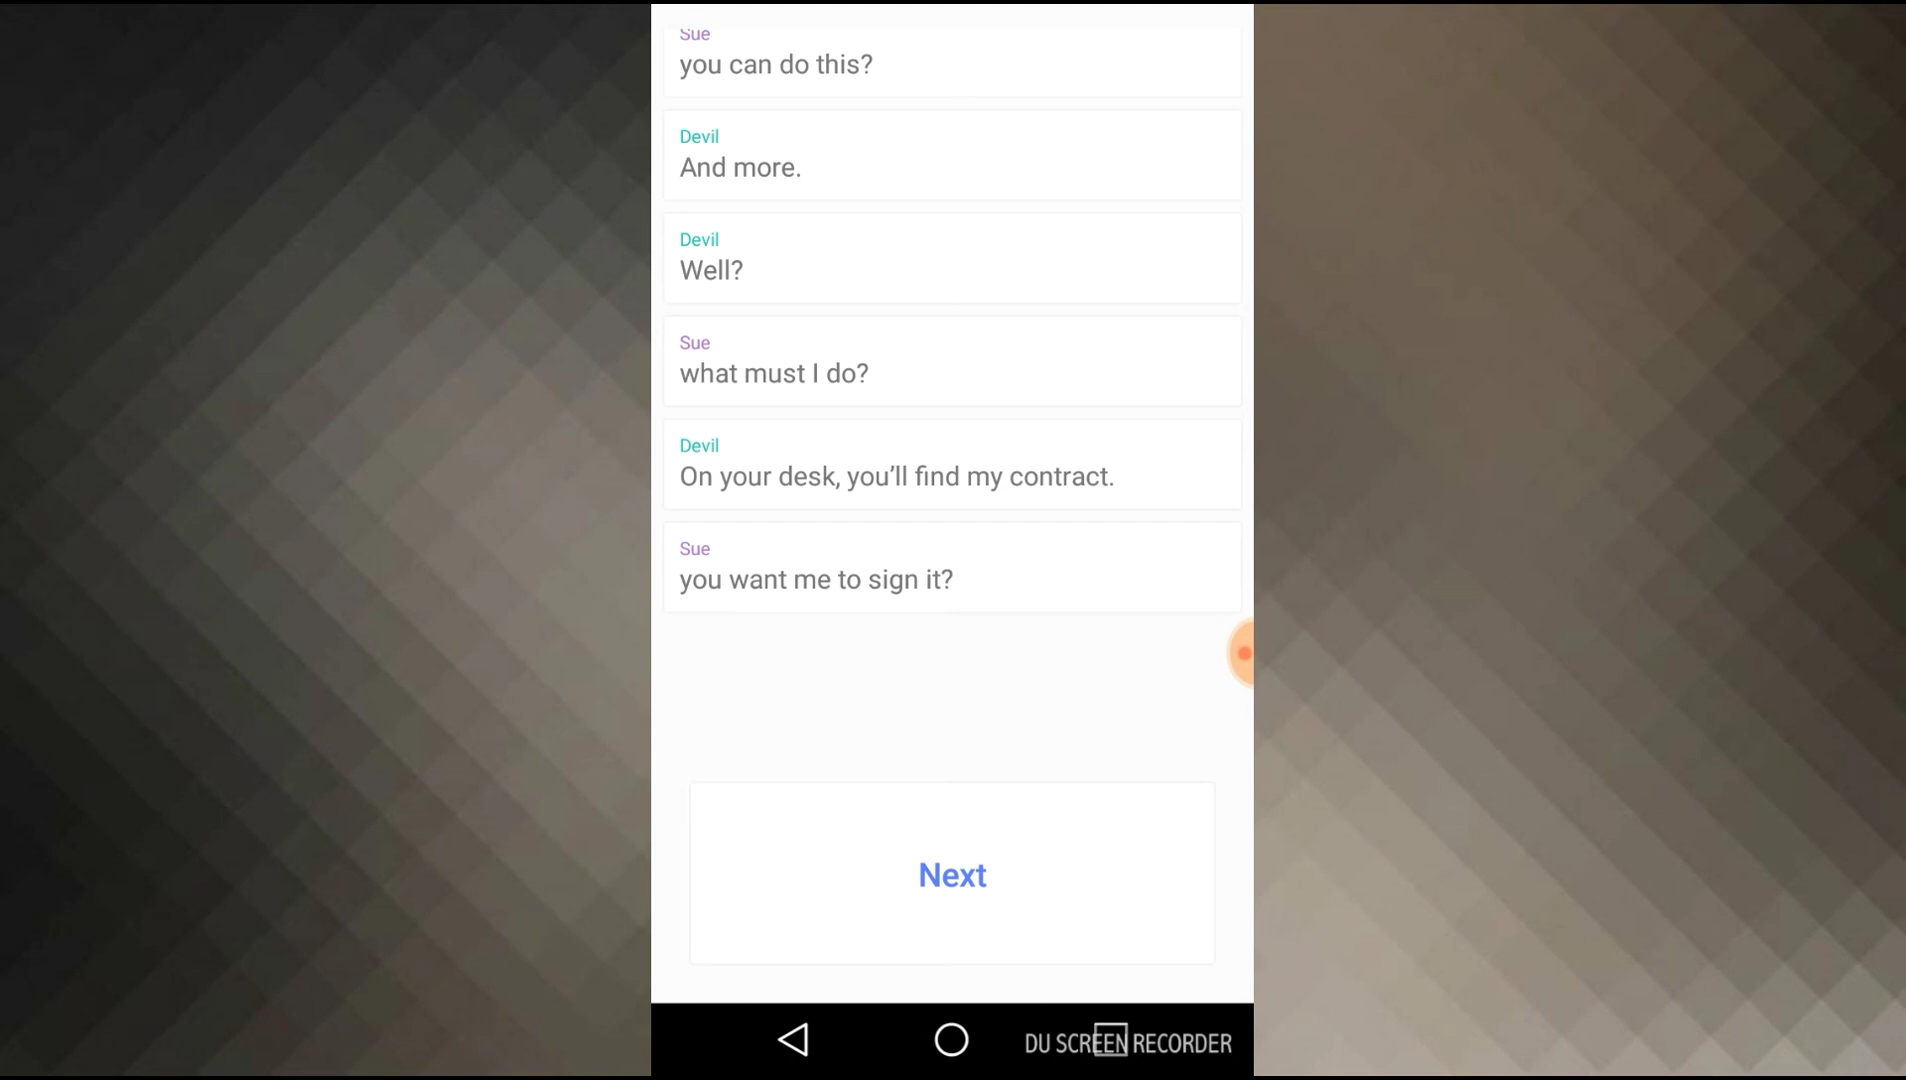 Sue
you can do this?
Devil
And more.
Devil
Well?
Sue
what must I do?
Devil
On your desk, you’ll find my contract.
Sue
you want me to sign it?
Next
DU SCREEN RECORDER